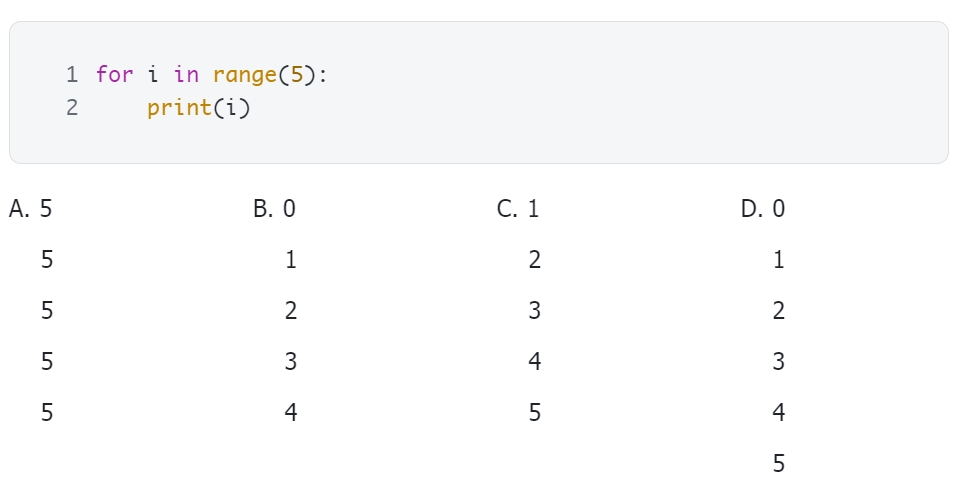 1 for i in range(5):
2     print(i)
A. 5 B. 0 C. 1 D. 0
5 1 2 1
5 2 3 2
5 3 4 3
5 4 5 4
5